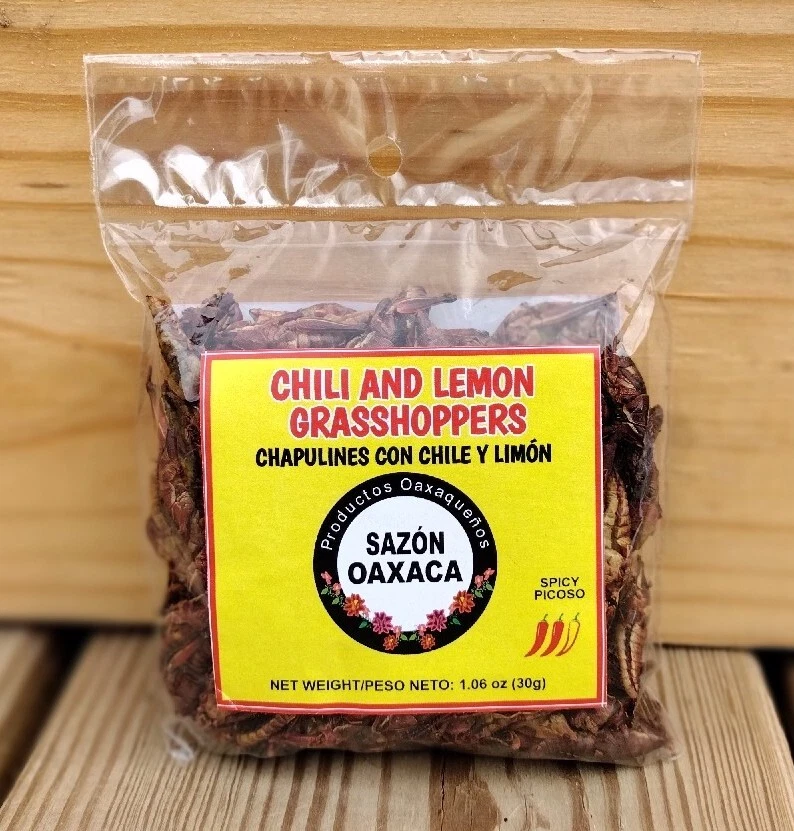 CHILI AND LEMON
GRASSHOPPERS
CHAPULINES CON CHILE Y LIMÓN
Productos Oaxaqueños
SAZÓN
OAXACA
SPICY
PICOSO
NET WEIGHT/PESO NETO: 1.06 oz (30g)